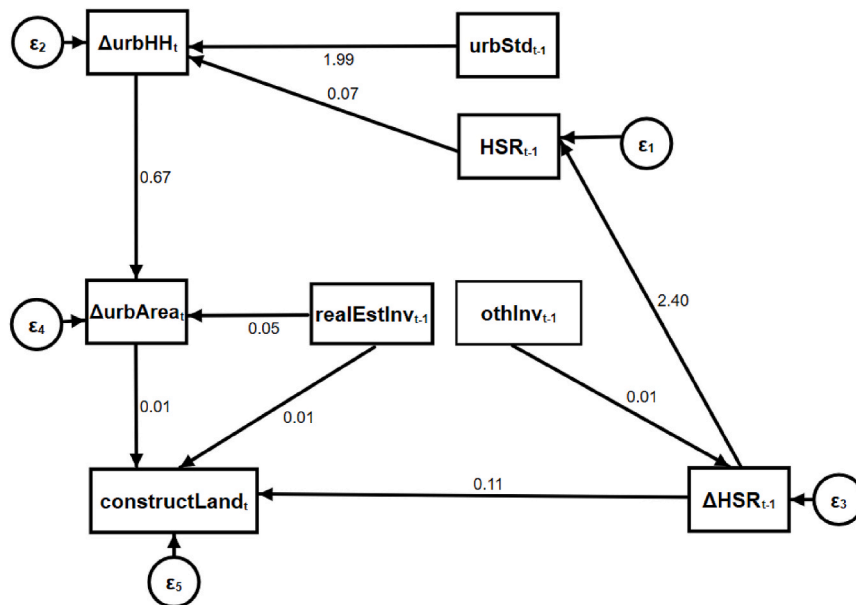 ε₂
ΔurbHHₜ
1.99
urbStdₜ₋₁
0.07
HSRₜ₋₁
ε₁
0.67
2.40
ε₄
ΔurbAreaₜ
0.05
realEstInvₜ₋₁
othInvₜ₋₁
0.01
0.01
0.01
constructLandₜ
0.11
ΔHSRₜ₋₁
ε₃
ε₅